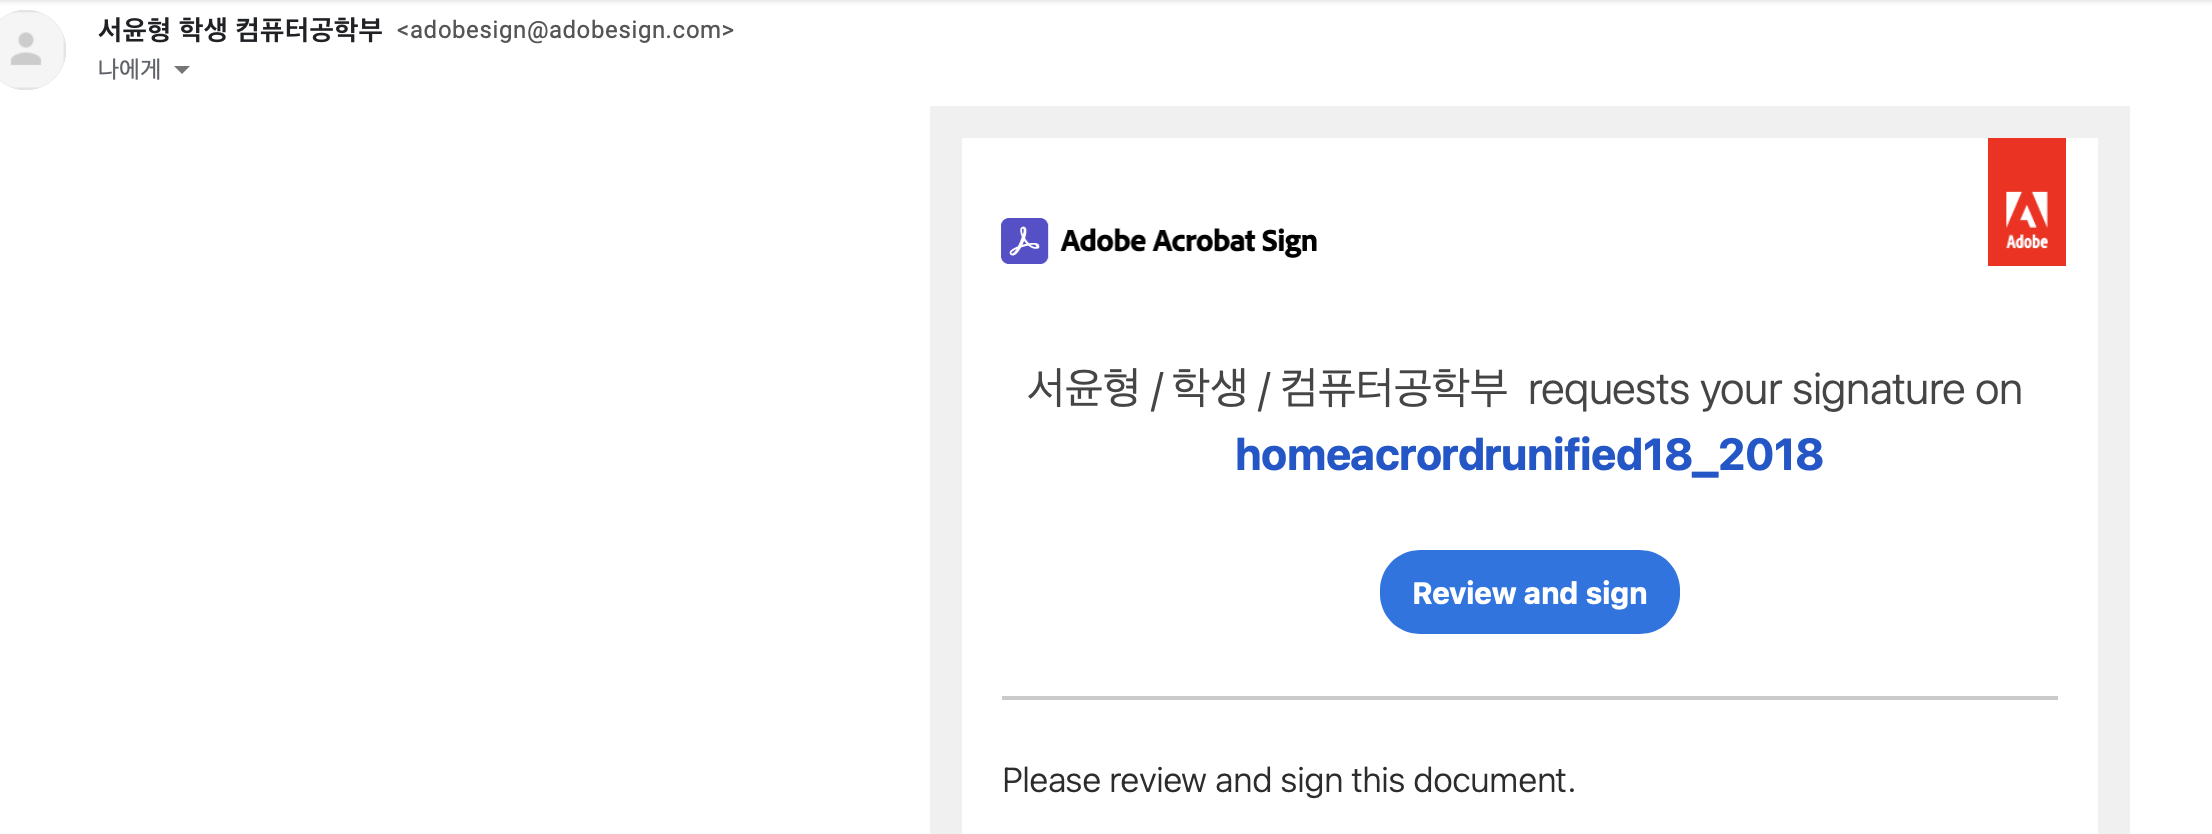 서윤형 학생 컴퓨터공학부 <adobesign@adobesign.com>
나에게
Adobe
Adobe Acrobat Sign
서윤형 / 학생 / 컴퓨터공학부 requests your signature on
homeacrordrunified18_2018
Review and sign
Please review and sign this document.